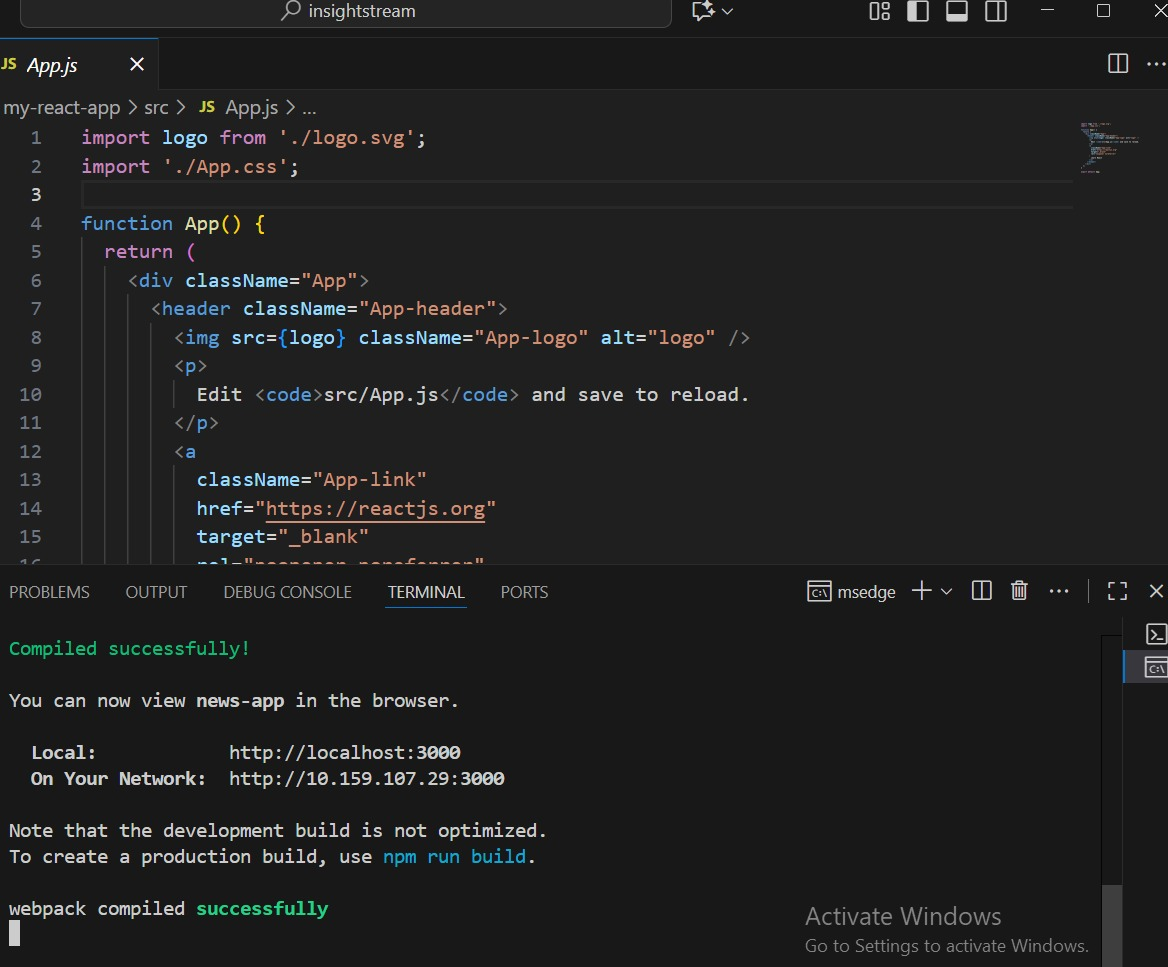 insightstream
JS App.js
my-react-app > src > JS App.js > ...
1 import logo from './logo.svg';
2 import './App.css';
3
4 function App() {
5 return (
6 <div className="App">
7 <header className="App-header">
8 <img src={logo} className="App-logo" alt="logo" />
9 <p>
10 Edit <code>src/App.js</code> and save to reload.
11 </p>
12 <a
13 className="App-link"
14 href="https://reactjs.org"
15 target="_blank"
16 rel="noopener noreferrer"
PROBLEMS OUTPUT DEBUG CONSOLE TERMINAL PORTS msedge
Compiled successfully!
You can now view news-app in the browser.
Local: http://localhost:3000
On Your Network: http://10.159.107.29:3000
Note that the development build is not optimized.
To create a production build, use npm run build.
webpack compiled successfully
Activate Windows
Go to Settings to activate Windows.